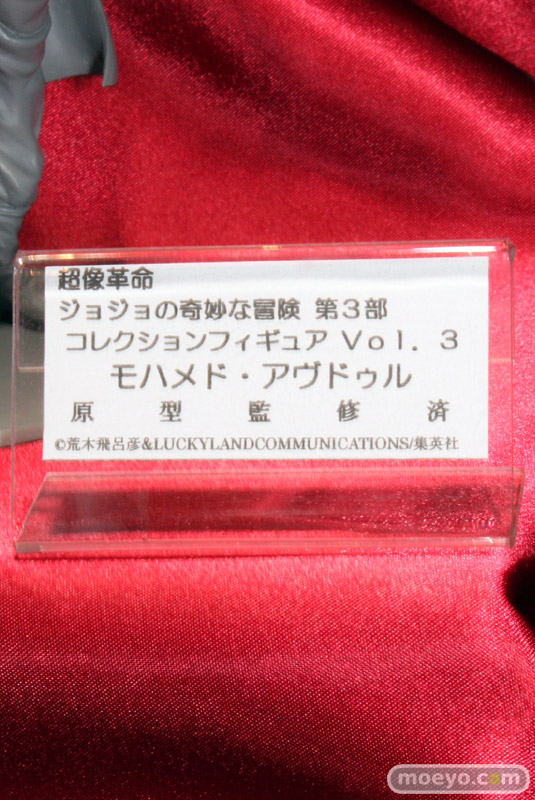 超像革命
ジョジョの奇妙な冒険 第3部
コレクションフィギュア Vol. 3
モハメド・アヴドゥル
原型監修済
©荒木飛呂彦&LUCKYLANDCOMMUNICATIONS/集英社
moeyo.com